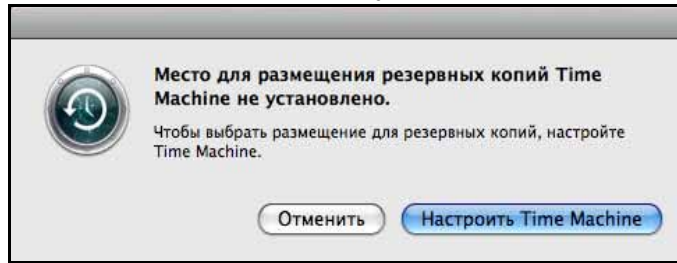 Место для размещения резервных копий Time
Machine не установлено.
Чтобы выбрать размещение для резервных копий, настройте
Time Machine.
Отменить
Настроить Time Machine